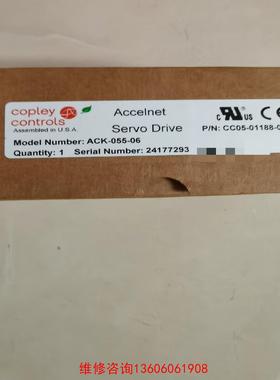 copley controls
Assembled in U.S.A.
Accelnet
Servo Drive
P/N: CC05-01188-0
Model Number: ACK-055-06
Quantity: 1 Serial Number: 24177293
维修咨询13606061908